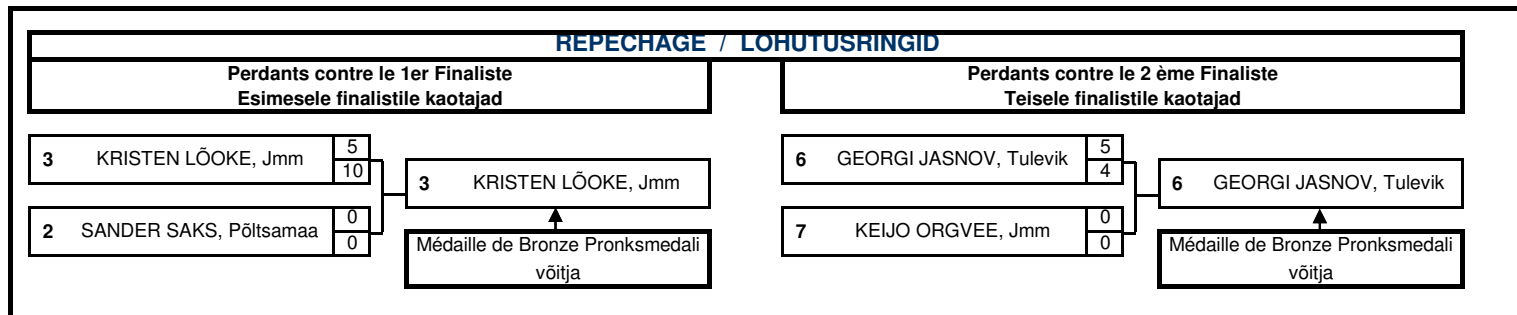 REPECHAGE / LOHUTUSRINGID
Perdants contre le 1er Finaliste
Esimesele finalistile kaotajad
Perdants contre le 2 ème Finaliste
Teisele finalistile kaotajad
3 KRISTEN LÕOKE, Jmm 5
10
3 KRISTEN LÕOKE, Jmm
2 SANDER SAKS, Põltsamaa 0
0
Médaille de Bronze Pronksmedali
võitja
6 GEORGI JASNOV, Tulevik 5
4
6 GEORGI JASNOV, Tulevik
7 KEIJO ORGVEE, Jmm 0
0
Médaille de Bronze Pronksmedali
võitja